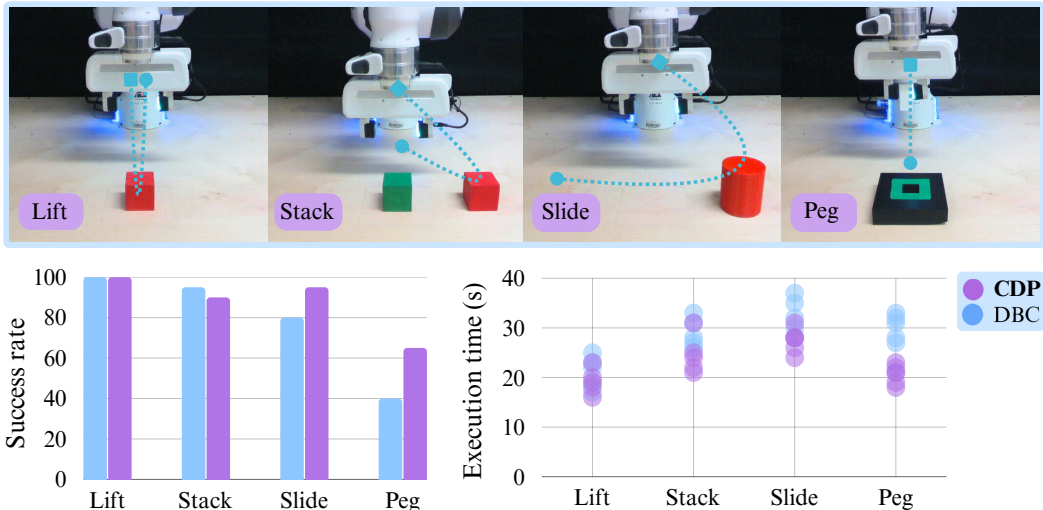 Lift
Stack
Slide
Peg
Success rate
100
80
60
40
20
0
Lift
Stack
Slide
Peg
Execution time (s)
40
30
20
10
0
Lift
Stack
Slide
Peg
CDP
DBC